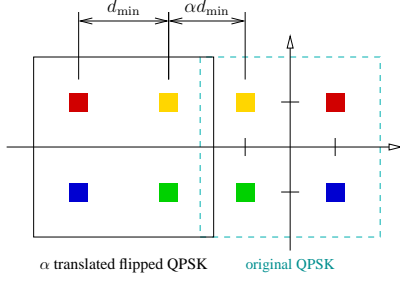 d_min αd_min
α translated flipped QPSK original QPSK